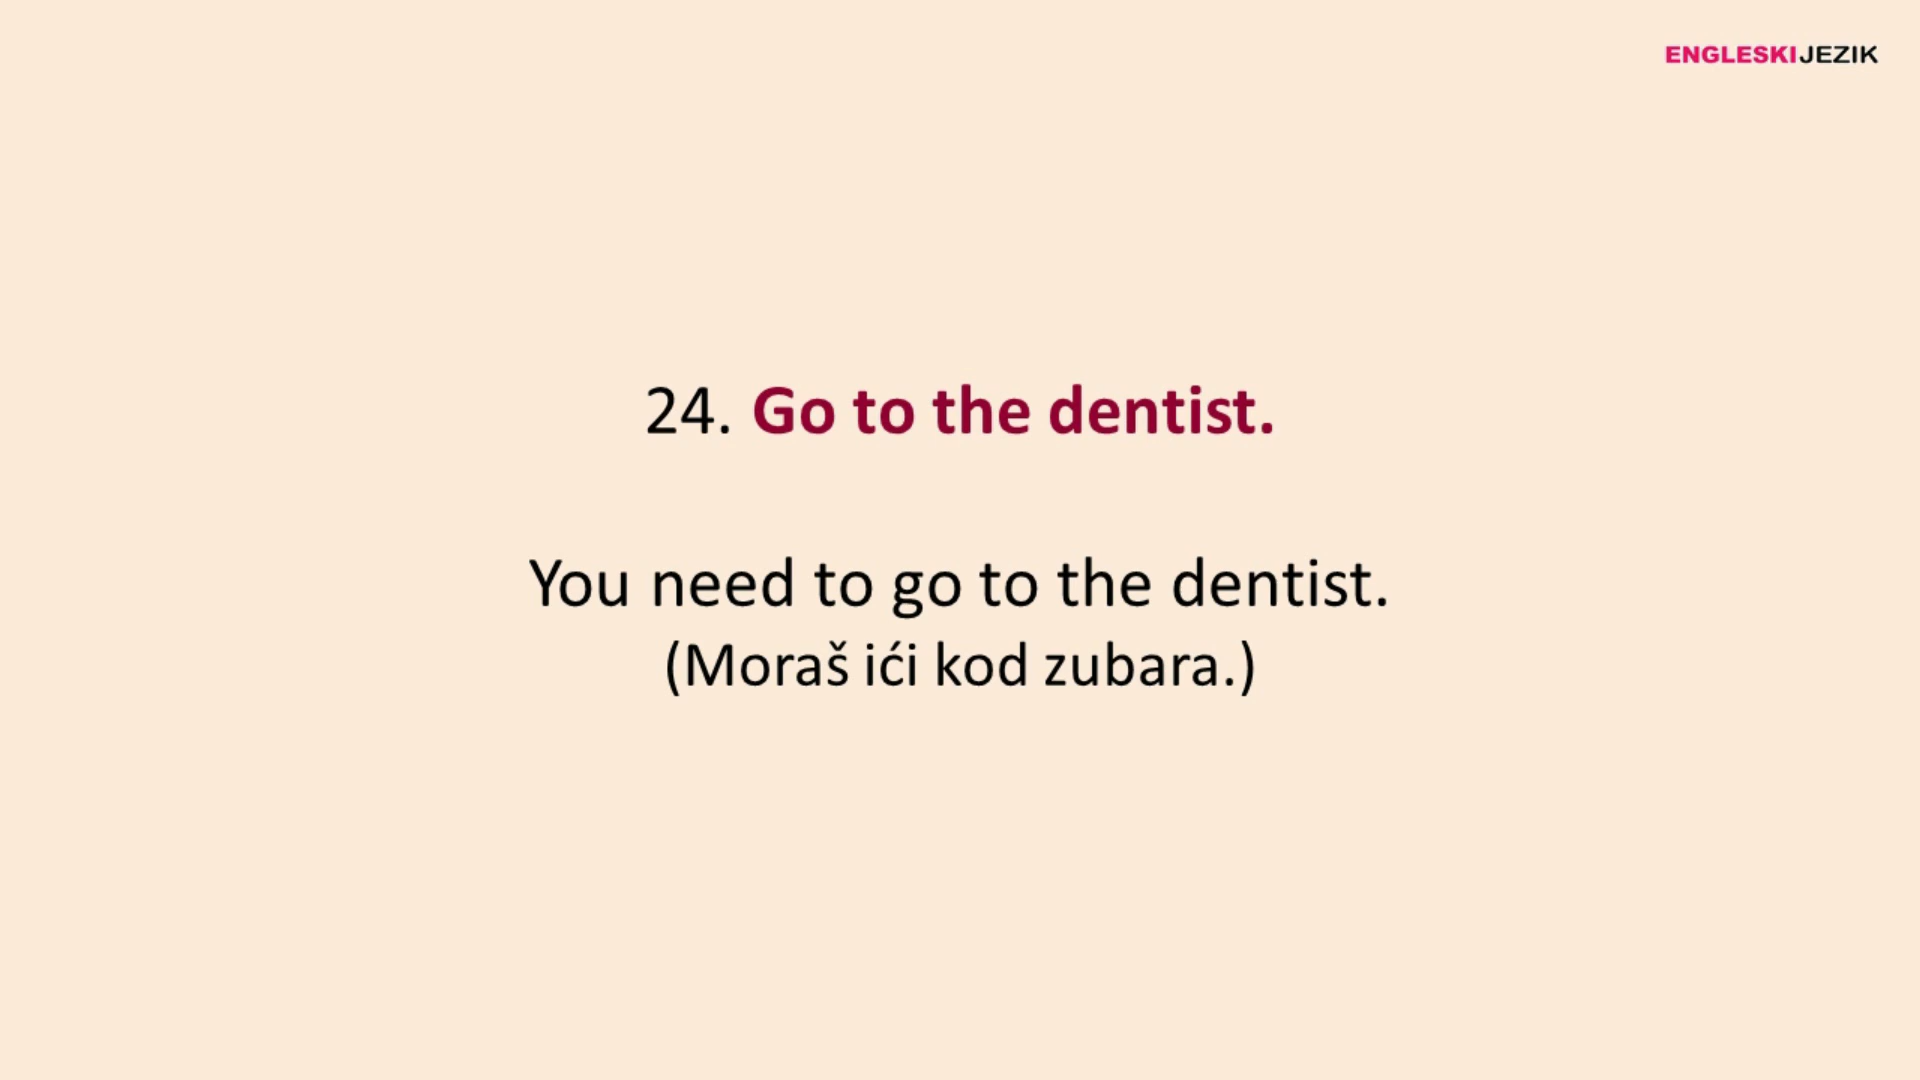 ENGLESKIJEZIK
24. Go to the dentist.
You need to go to the dentist.
(Moraš ići kod zubara.)